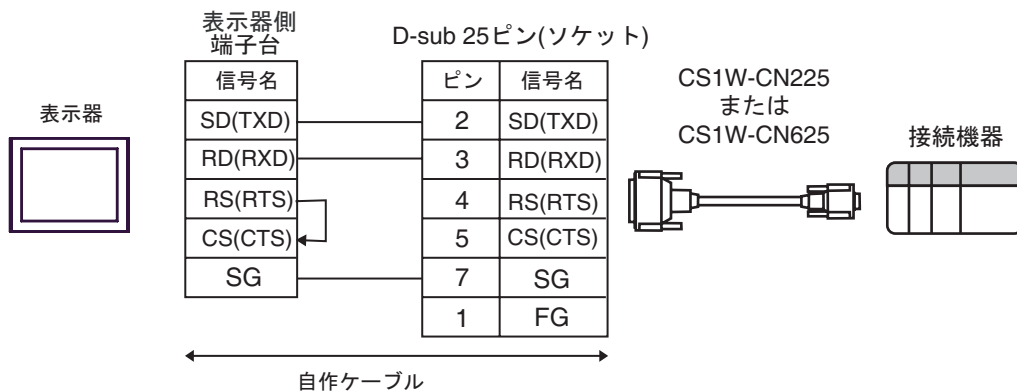 表示器側
端子台
D-sub 25ピン(ソケット)
信号名
ピン 信号名
CS1W-CN225
または
CS1W-CN625
表示器
接続機器
SD(TXD) 2 SD(TXD)
RD(RXD) 3 RD(RXD)
RS(RTS) 4 RS(RTS)
CS(CTS) 5 CS(CTS)
SG 7 SG
1 FG
自作ケーブル